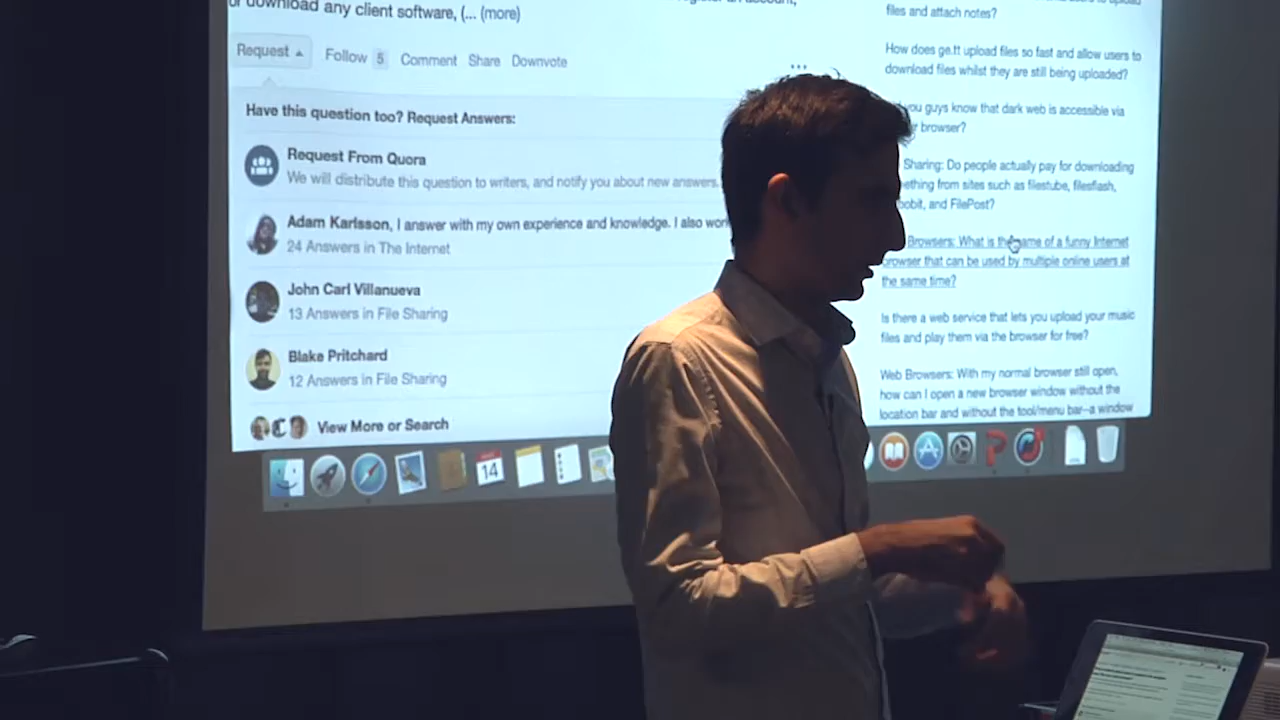 or download any client software, (... (more)
Request Follow 5 Comment Share Downvote
Have this question too? Request Answers:
Request From Quora
We will distribute this question to writers, and notify you about new answers.
Adam Karlsson, I answer with my own experience and knowledge. I also
24 Answers in The Internet
John Carl Villanueva
13 Answers in File Sharing
Blake Pritchard
12 Answers in File Sharing
View More or Search
14
files and attach notes?
How does ge.tt upload files so fast and allow users to
download files whilst they are still being uploaded?
you guys know that dark web is accessible via
browser?
Sharing: Do people actually pay for downloading
from sites such as filestube, filesflash,
and FilePost?
Browsers: What is the name of a funny Internet
browser that can be used by multiple online users at
the same time?
Is there a web service that lets you upload your music
files and play them via the browser for free?
Web Browsers: With my normal browser still open,
how can I open a new browser window without the
location bar and without the tool/menu bar--a window